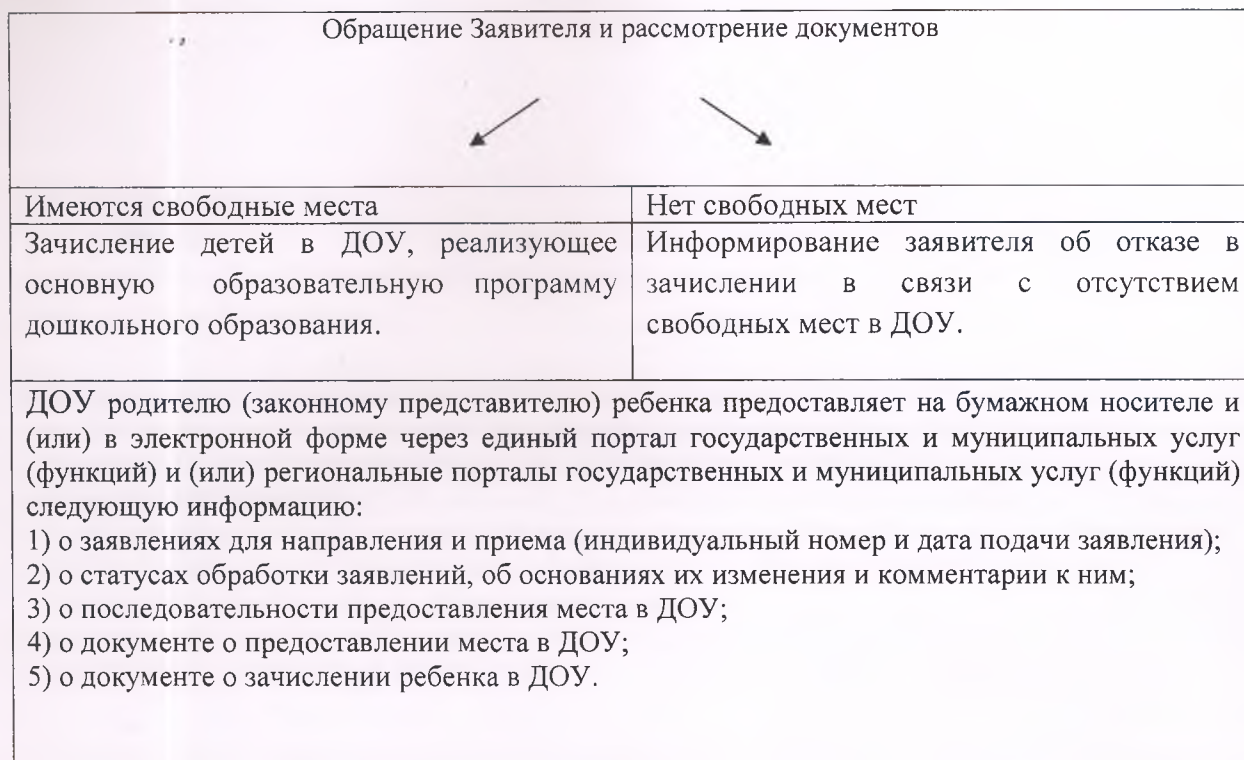 Обращение Заявителя и рассмотрение документов
Имеются свободные места
Нет свободных мест
Зачисление детей в ДОУ, реализующее
основную образовательную программу
дошкольного образования.
Информирование заявителя об отказе в
зачислении в связи с отсутствием
свободных мест в ДОУ.
ДОУ родителю (законному представителю) ребенка предоставляет на бумажном носителе и
(или) в электронной форме через единый портал государственных и муниципальных услуг
(функций) и (или) региональные порталы государственных и муниципальных услуг (функций)
следующую информацию:
1) о заявлениях для направления и приема (индивидуальный номер и дата подачи заявления);
2) о статусах обработки заявлений, об основаниях их изменения и комментарии к ним;
3) о последовательности предоставления места в ДОУ;
4) о документе о предоставлении места в ДОУ;
5) о документе о зачислении ребенка в ДОУ.